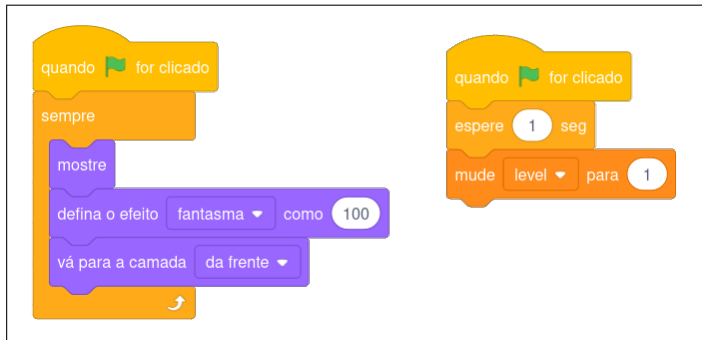 quando for clicado
sempre
mostre
defina o efeito fantasma como 100
vá para a camada da frente
quando for clicado
espere 1 seg
mude level para 1